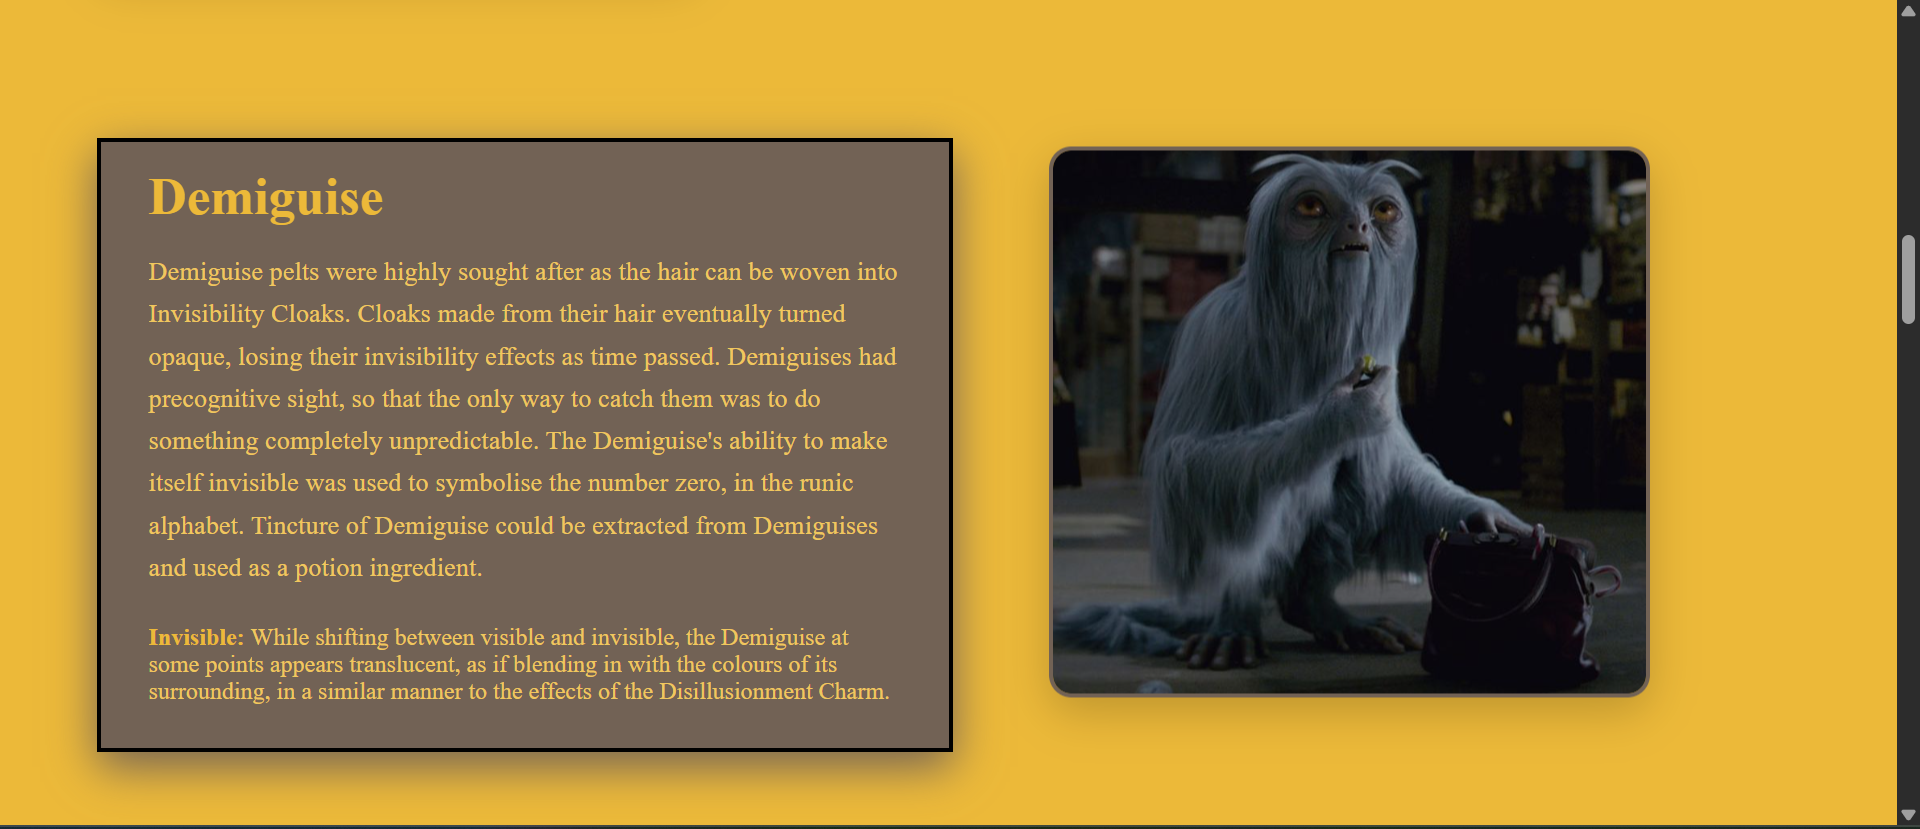 Demiguise
Demiguise pelts were highly sought after as the hair can be woven into
Invisibility Cloaks. Cloaks made from their hair eventually turned
opaque, losing their invisibility effects as time passed. Demiguises had
precognitive sight, so that the only way to catch them was to do
something completely unpredictable. The Demiguise's ability to make
itself invisible was used to symbolise the number zero, in the runic
alphabet. Tincture of Demiguise could be extracted from Demiguises
and used as a potion ingredient.
Invisible: While shifting between visible and invisible, the Demiguise at
some points appears translucent, as if blending in with the colours of its
surrounding, in a similar manner to the effects of the Disillusionment Charm.